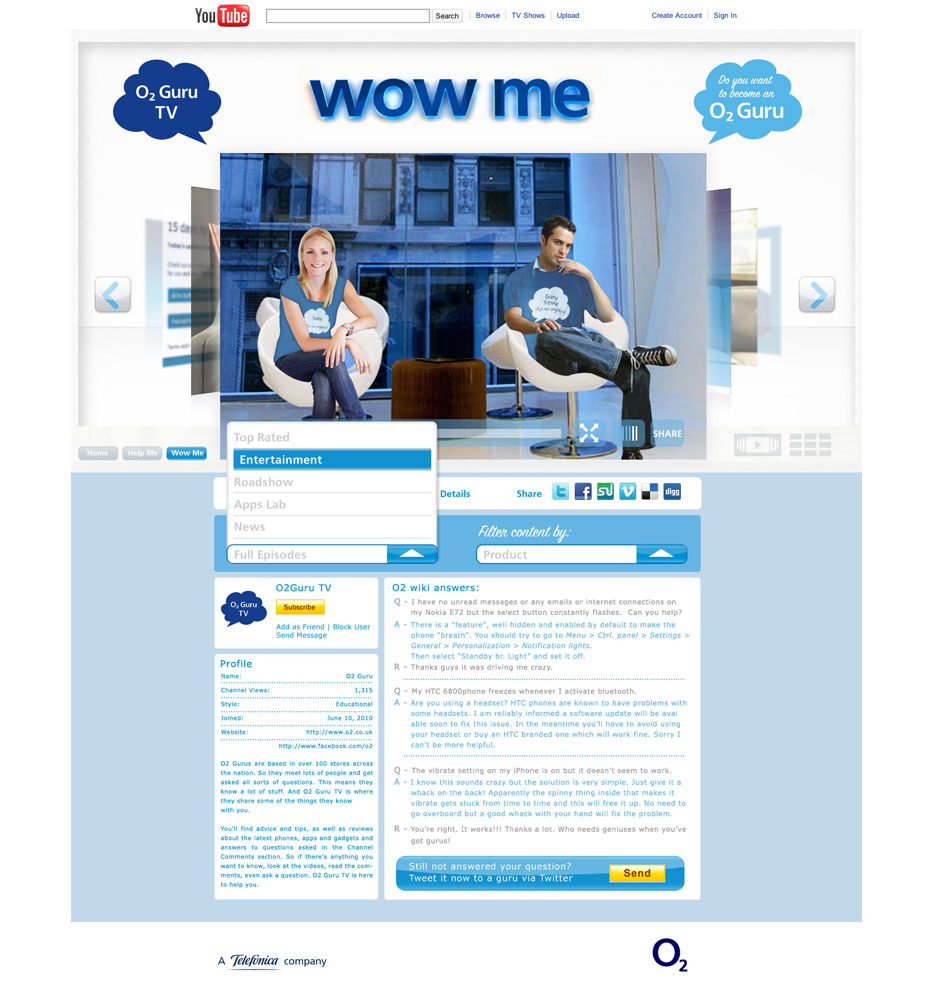 YouTube
Search
Browse
TV Shows
Upload
Create Account
Sign In
O2 Guru
TV
wow me
Do you want
to become an
O2 Guru
15 days to
Guru
TREVOR
SHARE
Home
Help Me
Wow Me
Top Rated
Entertainment
Roadshow
Apps Lab
News
Full Episodes
Details
Share
digg
Filter content by:
Product
O2 Guru
TV
O2Guru TV
Subscribe
Add as Friend | Block User
Send Message
Profile
Name: O2 Guru
Channel Views: 1,315
Style: Educational
Joined: June 10, 2010
Website: http://www.o2.co.uk
http://www.facebook.com/o2
O2 Gurus are based in over 100 stores across
the nation. So they meet lots of people and get
asked all sorts of questions. This means they
know a lot of stuff. And O2 Guru TV is where
they share some of the things they know
with you.
You'll find advice and tips, as well as reviews
about the latest phones, apps and gadgets and
answers to questions asked in the Channel
Comments section. So if there's anything you
want to know, look at the videos, read the com-
ments, even ask a question. O2 Guru TV is here
to help you.
O2 wiki answers:
Q - I have no unread messages or any emails or internet connections on
my Nokia E72 but the select button constantly flashes. Can you help?
A - There is a "feature", well hidden and enabled by default to make the
phone "breath". You should try to go to Menu > Ctrl. panel > Settings >
General > Personalization > Notification lights.
Then select "Standby br. Light" and set it off.
R - Thanks guys it was driving me crazy.
Q - My HTC 6800phone freezes whenever I activate bluetooth.
A - Are you using a headset? HTC phones are known to have problems with
some headsets. I am reliably informed a software update will be avai
able soon to fix this issue. In the meantime you'll have to avoid using
your headset or buy an HTC branded one which will work fine. Sorry I
can't be more helpful.
Q - The vibrate setting on my iPhone is on but it doesn't seem to work.
A - I know this sounds crazy but the solution is very simple. Just give it a
whack on the back! Apparently the spinny thing inside that makes it
vibrate gets stuck from time to time and this will free it up. No need to
go overboard but a good whack with your hand will fix the problem.
R - You're right. It works!!! Thanks a lot. Who needs geniuses when you've
got gurus!
Still not answered your question?
Tweet it now to a guru via Twitter
Send
A Telefónica company
O2